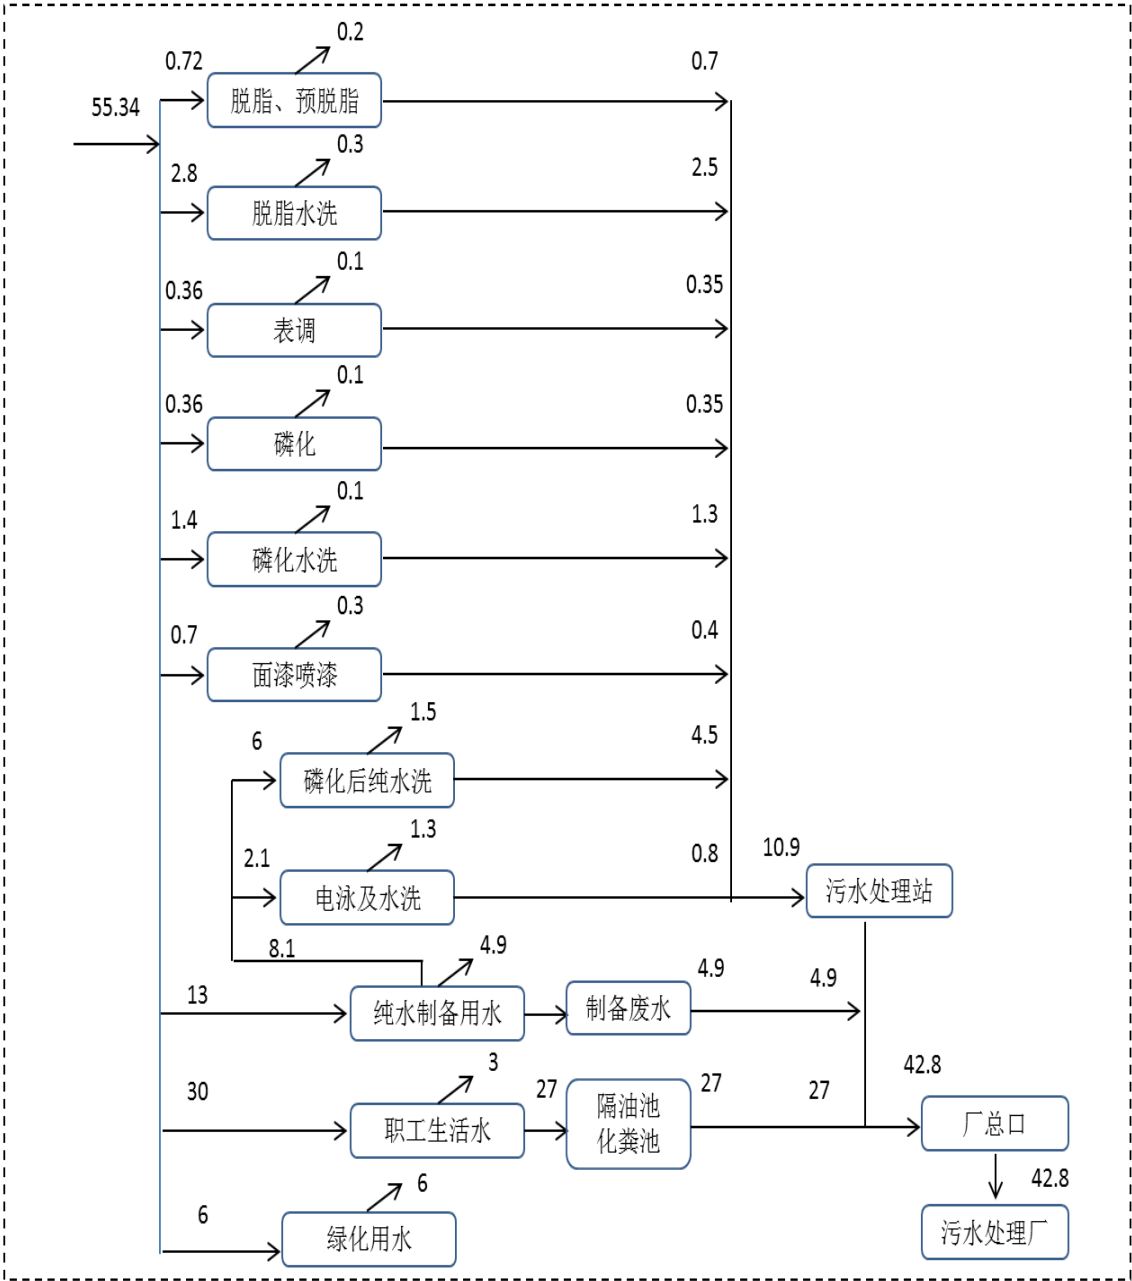 0.2
0.72
0.7
脱脂、预脱脂
55.34
0.3
2.8
2.5
脱脂水洗
0.1
0.36
0.35
表调
0.1
0.36
0.35
磷化
0.1
1.4
1.3
磷化水洗
0.3
0.7
0.4
面漆喷漆
1.5
6
4.5
磷化后纯水洗
1.3
2.1
0.8
10.9
电泳及水洗
污水处理站
8.1
4.9
13
4.9
4.9
纯水制备用水
制备废水
3
30
27
27
27
42.8
职工生活水
隔油池
化粪池
厂总口
6
6
42.8
绿化用水
污水处理厂